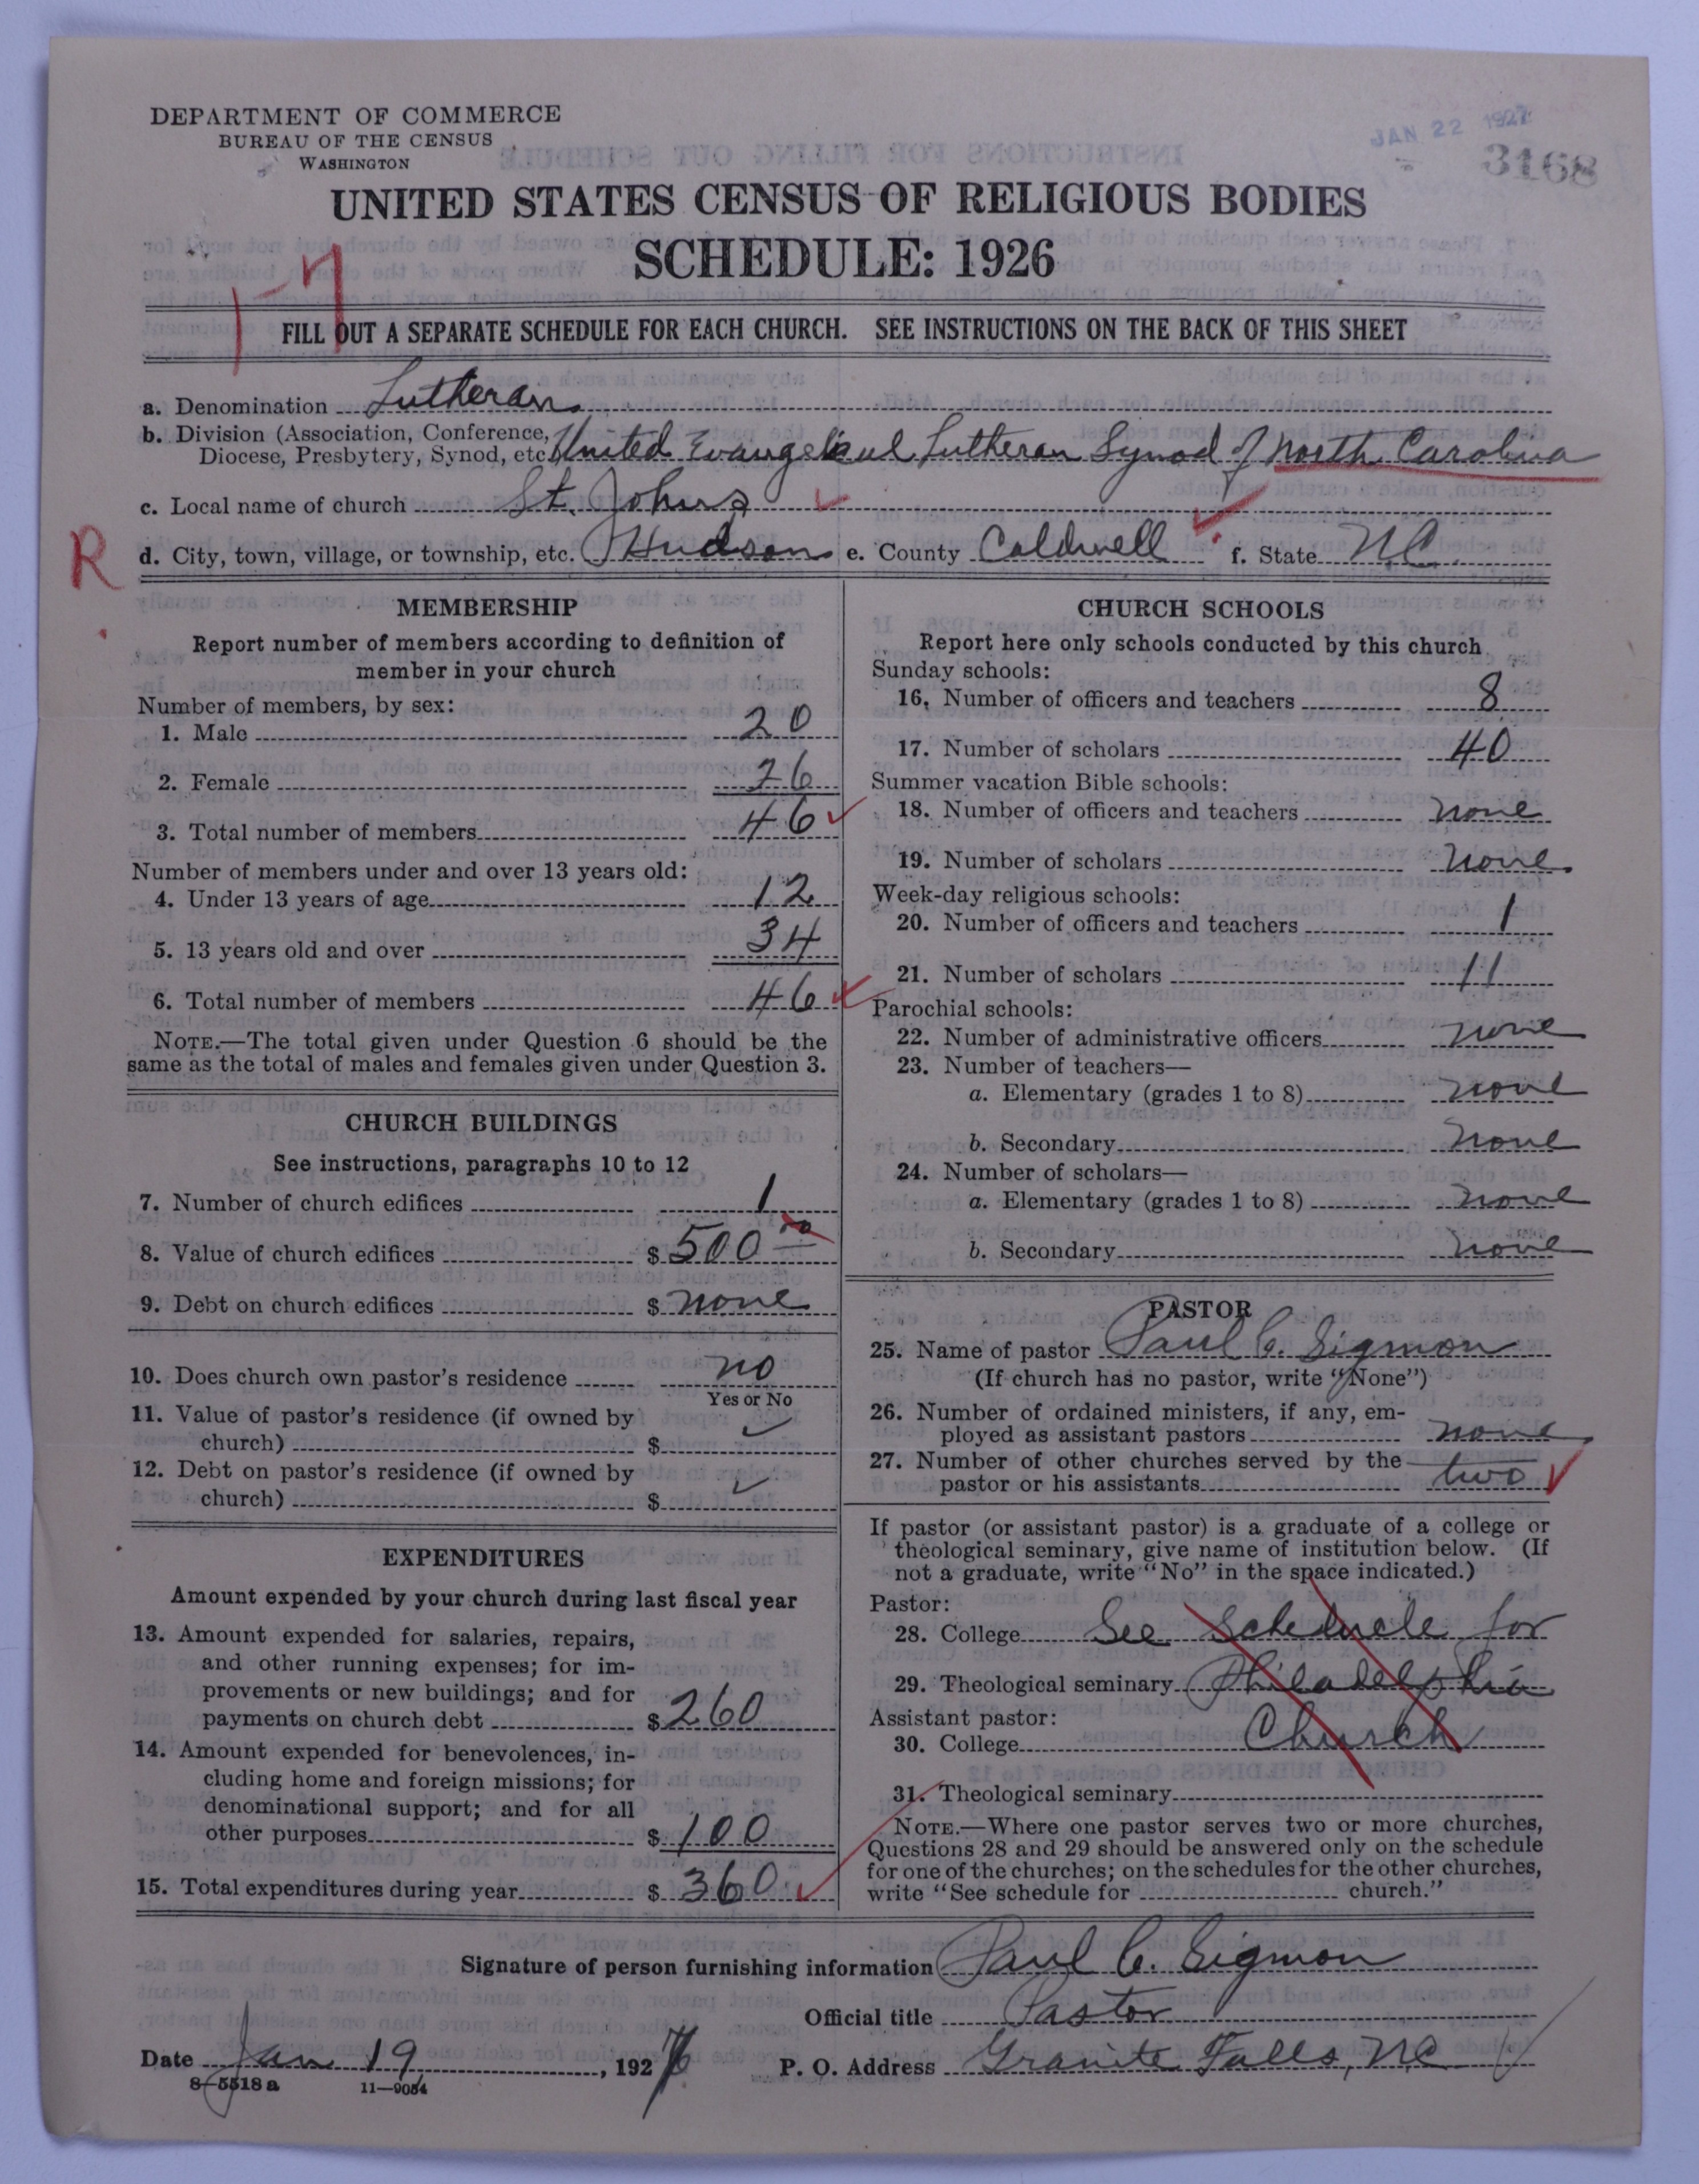 DEPARTMENT OF COMMERCE
BUREAU OF THE CENSUS
WASHINGTON
JAN 22 1927
3168
UNITED STATES CENSUS OF RELIGIOUS BODIES
SCHEDULE: 1926
1-7
FILL OUT A SEPARATE SCHEDULE FOR EACH CHURCH. SEE INSTRUCTIONS ON THE BACK OF THIS SHEET
a. Denomination Lutheran
b. Division (Association, Conference, Diocese, Presbytery, Synod, etc. United Evangelical Lutheran Synod of North Carolina
c. Local name of church St. Johns
R
d. City, town, village, or township, etc. Hudson e. County Caldwell f. State N.C.
MEMBERSHIP
Report number of members according to definition of
member in your church
Number of members, by sex:
1. Male 20
2. Female 26
3. Total number of members 46
Number of members under and over 13 years old:
4. Under 13 years of age 12
5. 13 years old and over 34
6. Total number of members 46
NOTE.—The total given under Question 6 should be the
same as the total of males and females given under Question 3.
CHURCH BUILDINGS
See instructions, paragraphs 10 to 12
7. Number of church edifices 1
8. Value of church edifices $ 500 00
9. Debt on church edifices $ none
10. Does church own pastor's residence no
Yes or No
11. Value of pastor's residence (if owned by
church) $
12. Debt on pastor's residence (if owned by
church) $
EXPENDITURES
Amount expended by your church during last fiscal year
13. Amount expended for salaries, repairs,
and other running expenses; for im-
provements or new buildings; and for
payments on church debt $ 260
14. Amount expended for benevolences, in-
cluding home and foreign missions; for
denominational support; and for all
other purposes $ 100
15. Total expenditures during year $ 360
CHURCH SCHOOLS
Report here only schools conducted by this church
Sunday schools:
16. Number of officers and teachers 8
17. Number of scholars 40
Summer vacation Bible schools:
18. Number of officers and teachers none
19. Number of scholars none
Week-day religious schools:
20. Number of officers and teachers 1
21. Number of scholars 11
Parochial schools:
22. Number of administrative officers none
23. Number of teachers—
a. Elementary (grades 1 to 8) none
b. Secondary none
24. Number of scholars—
a. Elementary (grades 1 to 8) none
b. Secondary none
PASTOR
25. Name of pastor Paul C. Sigmon
(If church has no pastor, write "None")
26. Number of ordained ministers, if any, em-
ployed as assistant pastors none
27. Number of other churches served by the
pastor or his assistants two
If pastor (or assistant pastor) is a graduate of a college or
theological seminary, give name of institution below. (If
not a graduate, write "No" in the space indicated.)
Pastor:
28. College See Schedule for
29. Theological seminary Philadelphia
Assistant pastor:
30. College Church
31. Theological seminary
NOTE.—Where one pastor serves two or more churches,
Questions 28 and 29 should be answered only on the schedule
for one of the churches; on the schedules for the other churches,
write "See schedule for church."
Signature of person furnishing information Paul C. Sigmon
Official title Pastor
Date Jan 19, 192
P. O. Address Granite Falls, N.C
8-5518 a 11-9054